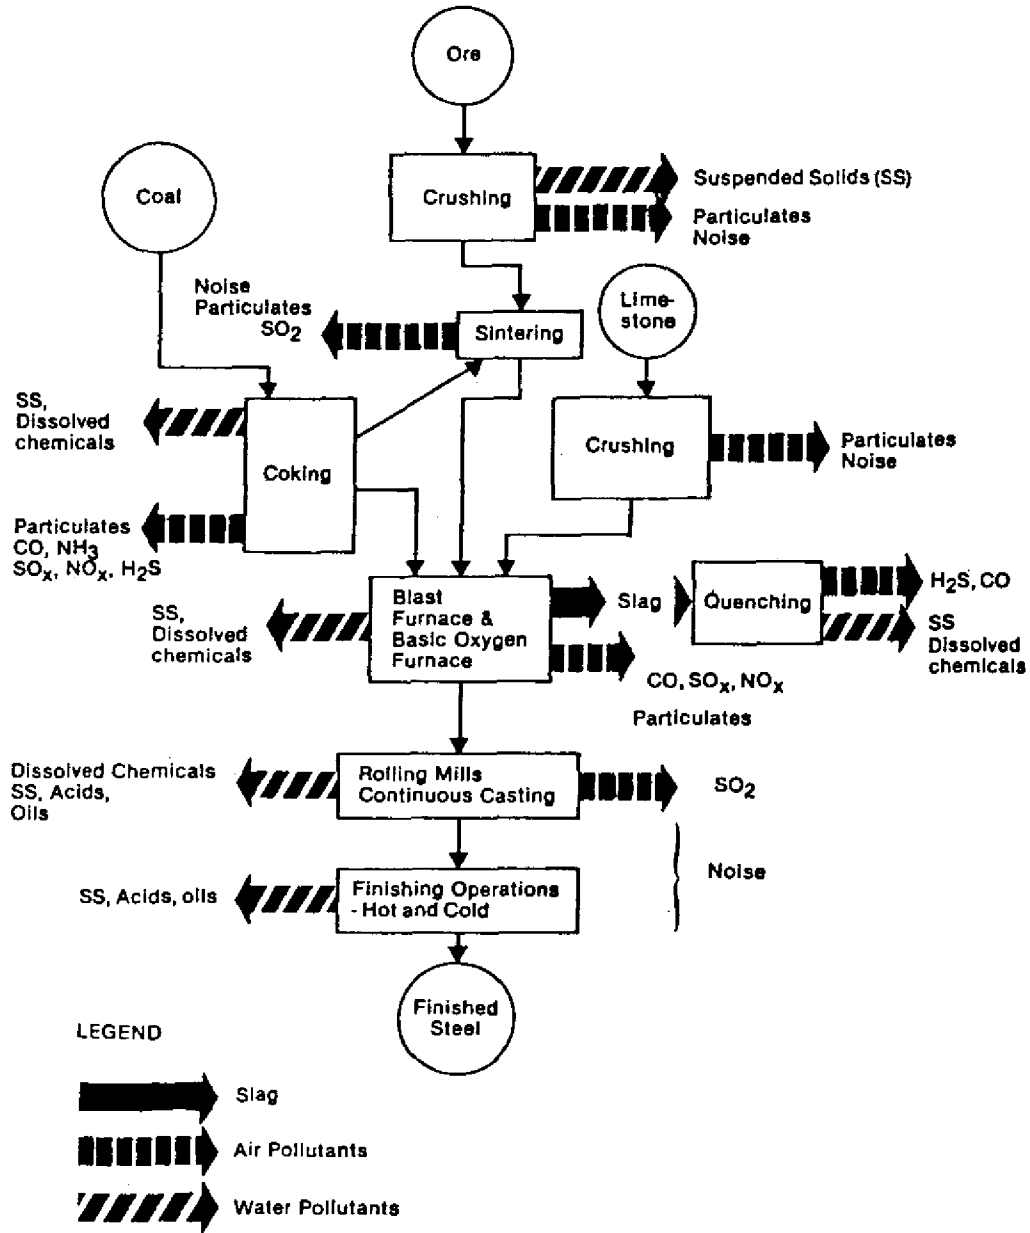 Ore
Crushing
Suspended Solids (SS)
Particulates
Noise
Coal
Noise
Particulates
SO2
Sintering
Lime-
stone
SS,
Dissolved
chemicals
Coking
Crushing
Particulates
Noise
Particulates
CO, NH3
SOx, NOx, H2S
SS,
Dissolved
chemicals
Blast
Furnace &
Basic Oxygen
Furnace
Slag
Quenching
H2S, CO
SS
Dissolved
chemicals
CO, SOx, NOx
Particulates
Dissolved Chemicals
SS, Acids,
Oils
Rolling Mills
Continuous Casting
SO2
Noise
SS, Acids, oils
Finishing Operations
- Hot and Cold
Finished
Steel
LEGEND
Slag
Air Pollutants
Water Pollutants